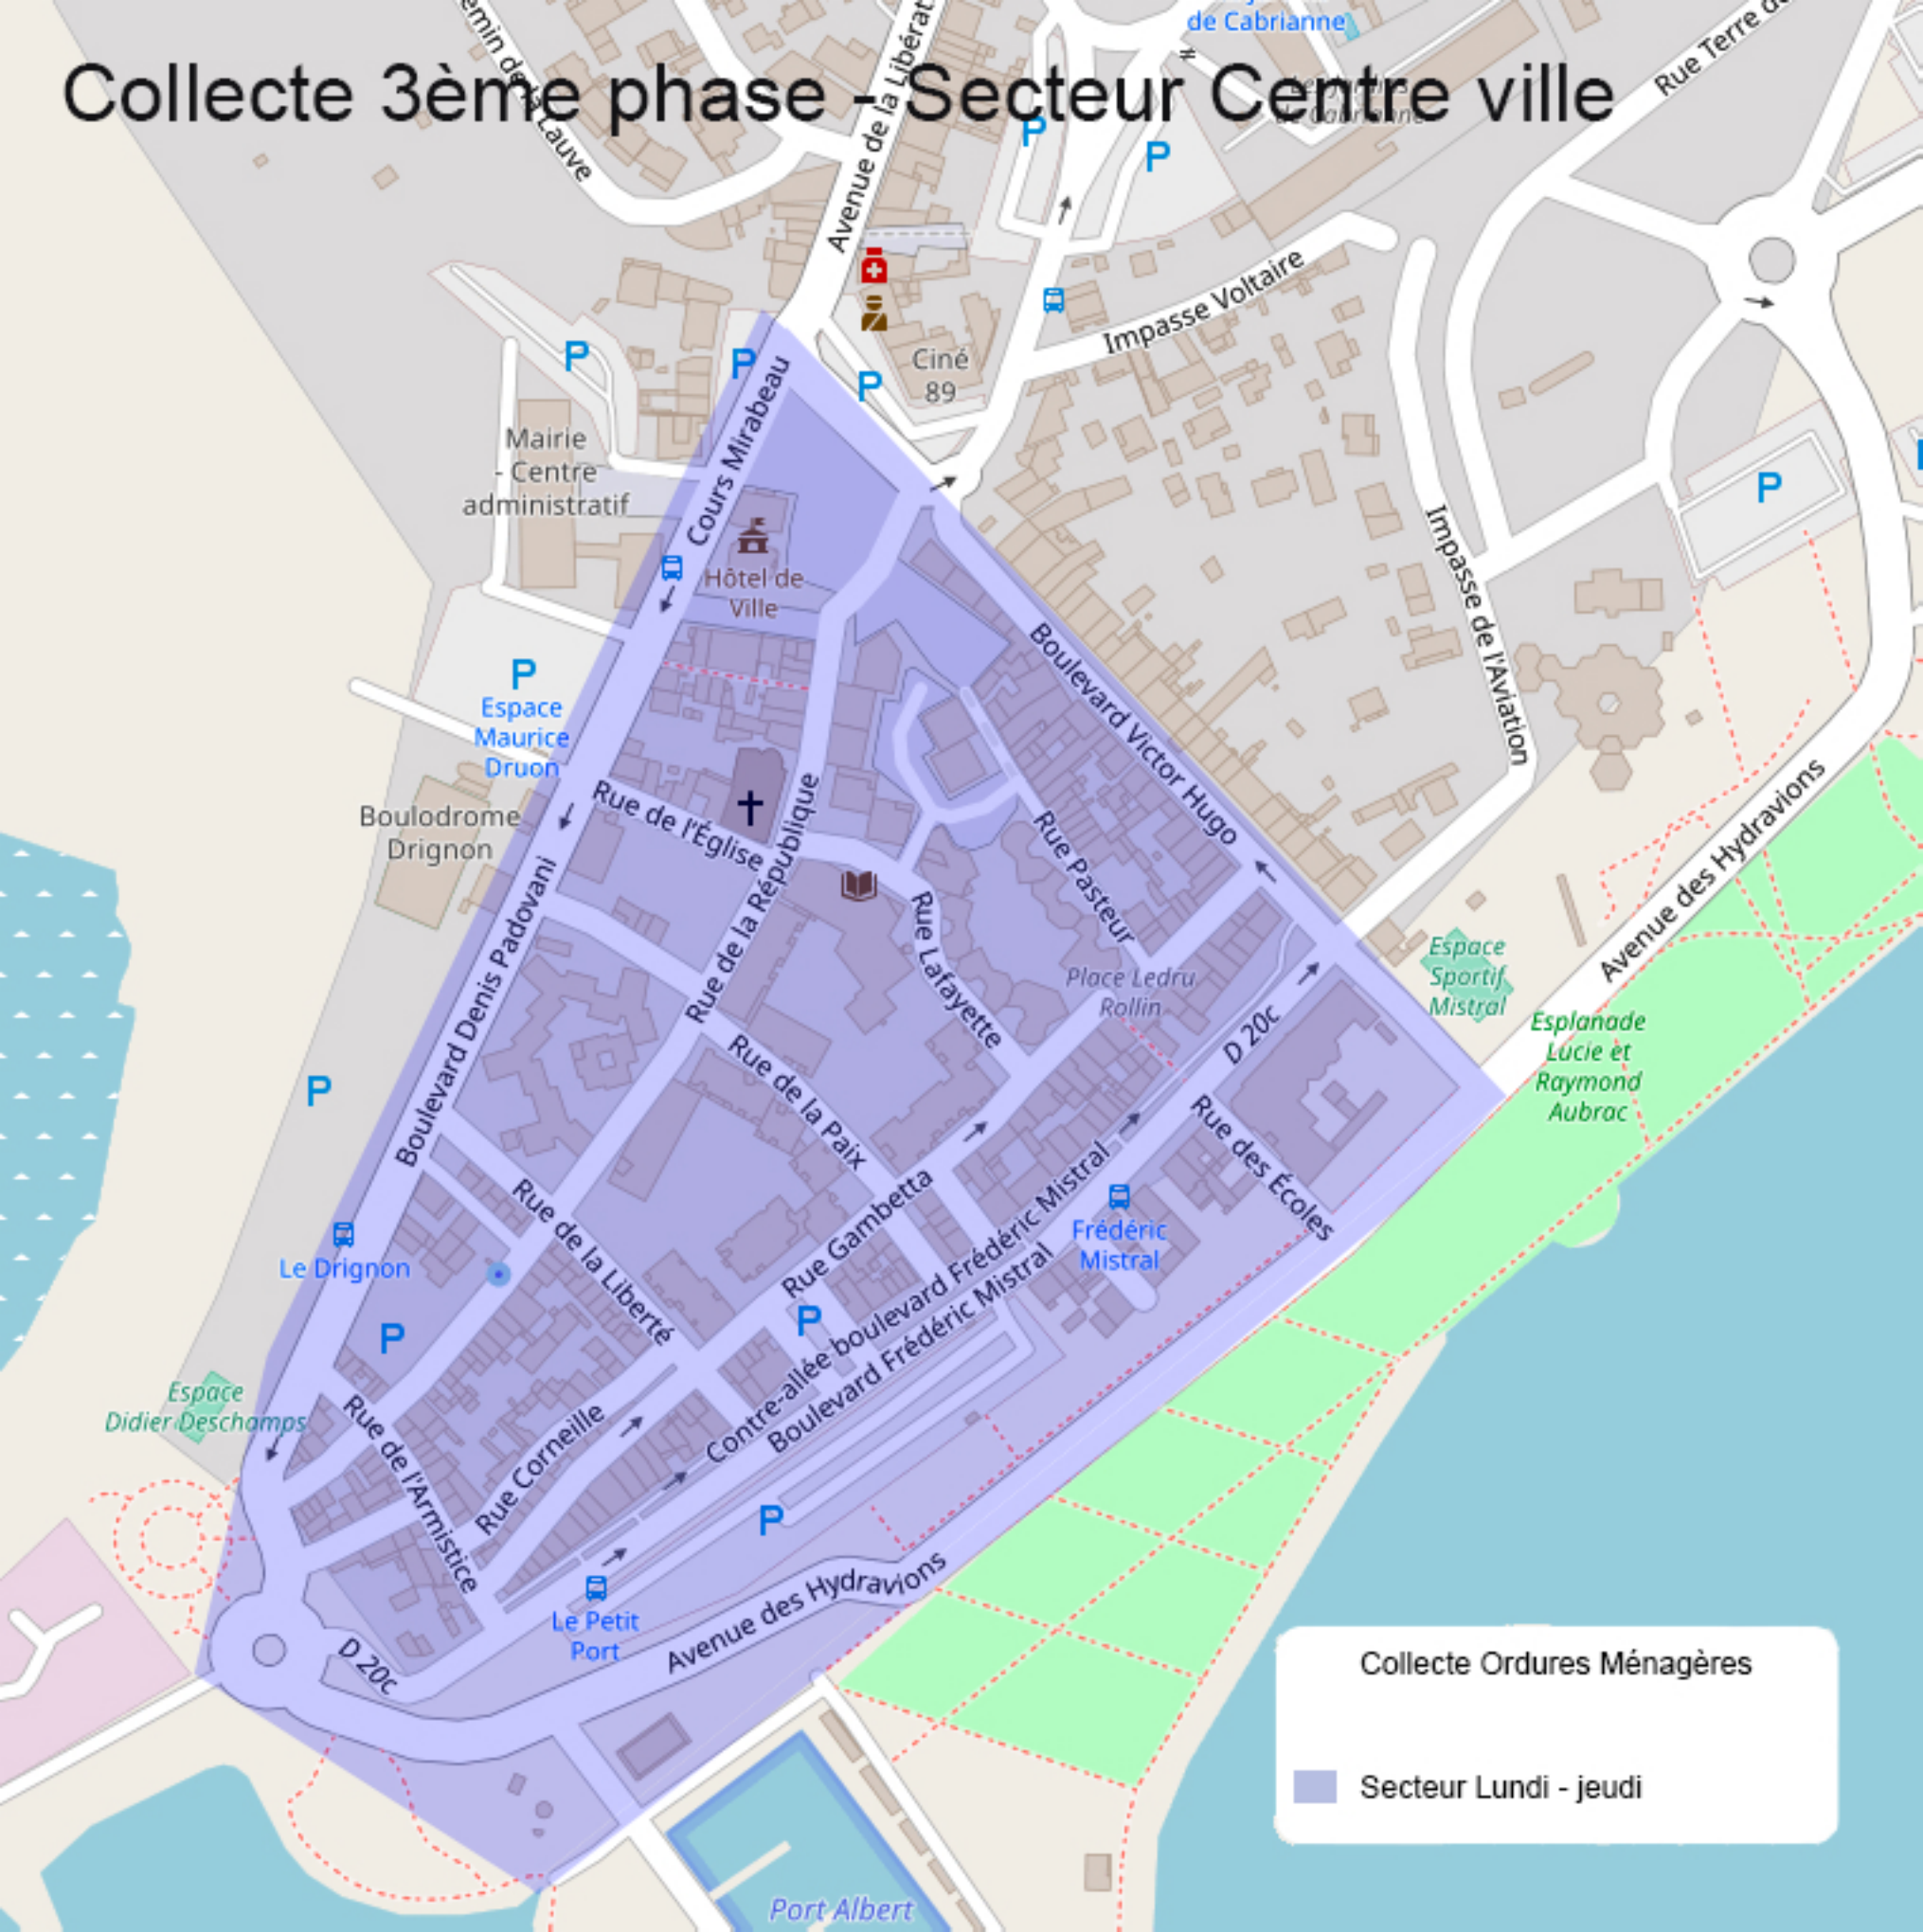 de Cabrianne
Collecte 3ème phase - Secteur Centre ville
Avenue de la Libérat
Rue Terre de
Impasse Voltaire
Ciné
89
Mairie
- Centre
administratif
Cours Mirabeau
Hôtel de
Ville
Impasse de l'Aviation
Boulevard Victor Hugo
Espace
Maurice
Druon
Boulodrome
Drignon
Rue de l'Église
Rue de la République
Rue Pasteur
Avenue des Hydravions
Rue Lafayette
Boulevard Denis Padovani
Place Ledru
Rollin
Espace
Sportif
Mistral
D 20c
Esplanade
Lucie et
Raymond
Aubrac
Rue de la Paix
Rue des Écoles
Rue de la Liberté
Rue Gambetta
Frédéric
Mistral
Le Drignon
Contre-allée boulevard Frédéric Mistral
Boulevard Frédéric Mistral
Espace
Didier Deschamps
Rue de l'Armistice
Rue Corneille
Le Petit
Port
Avenue des Hydravions
D 20c
Collecte Ordures Ménagères
Secteur Lundi - jeudi
Port Albert
P
P
P
P
P
P
P
P
P
P
P